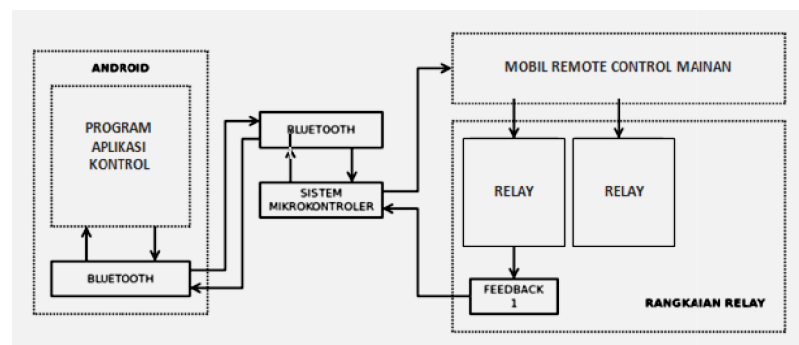 ANDROID
PROGRAM
APLIKASI
KONTROL
BLUETOOTH
BLUETOOTH
SISTEM
MIKROKONTROLER
MOBIL REMOTE CONTROL MAINAN
RELAY
RELAY
FEEDBACK
1
RANGKAIAN RELAY